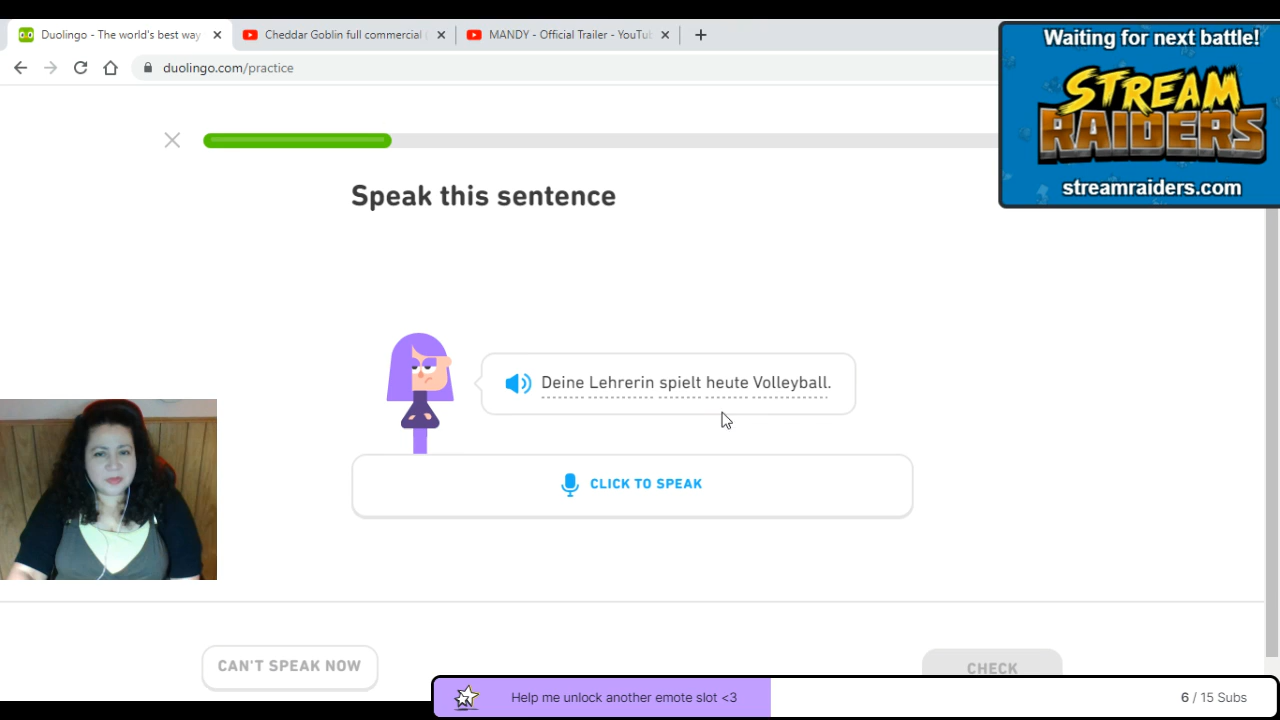 Duolingo - The world's best way
Cheddar Goblin full commercial (
MANDY - Official Trailer - YouTu
duolingo.com/practice
Waiting for next battle!
STREAM
RAIDERS
streamraiders.com
Speak this sentence
Deine Lehrerin spielt heute Volleyball.
CLICK TO SPEAK
CAN'T SPEAK NOW
CHECK
Help me unlock another emote slot <3
6 / 15 Subs